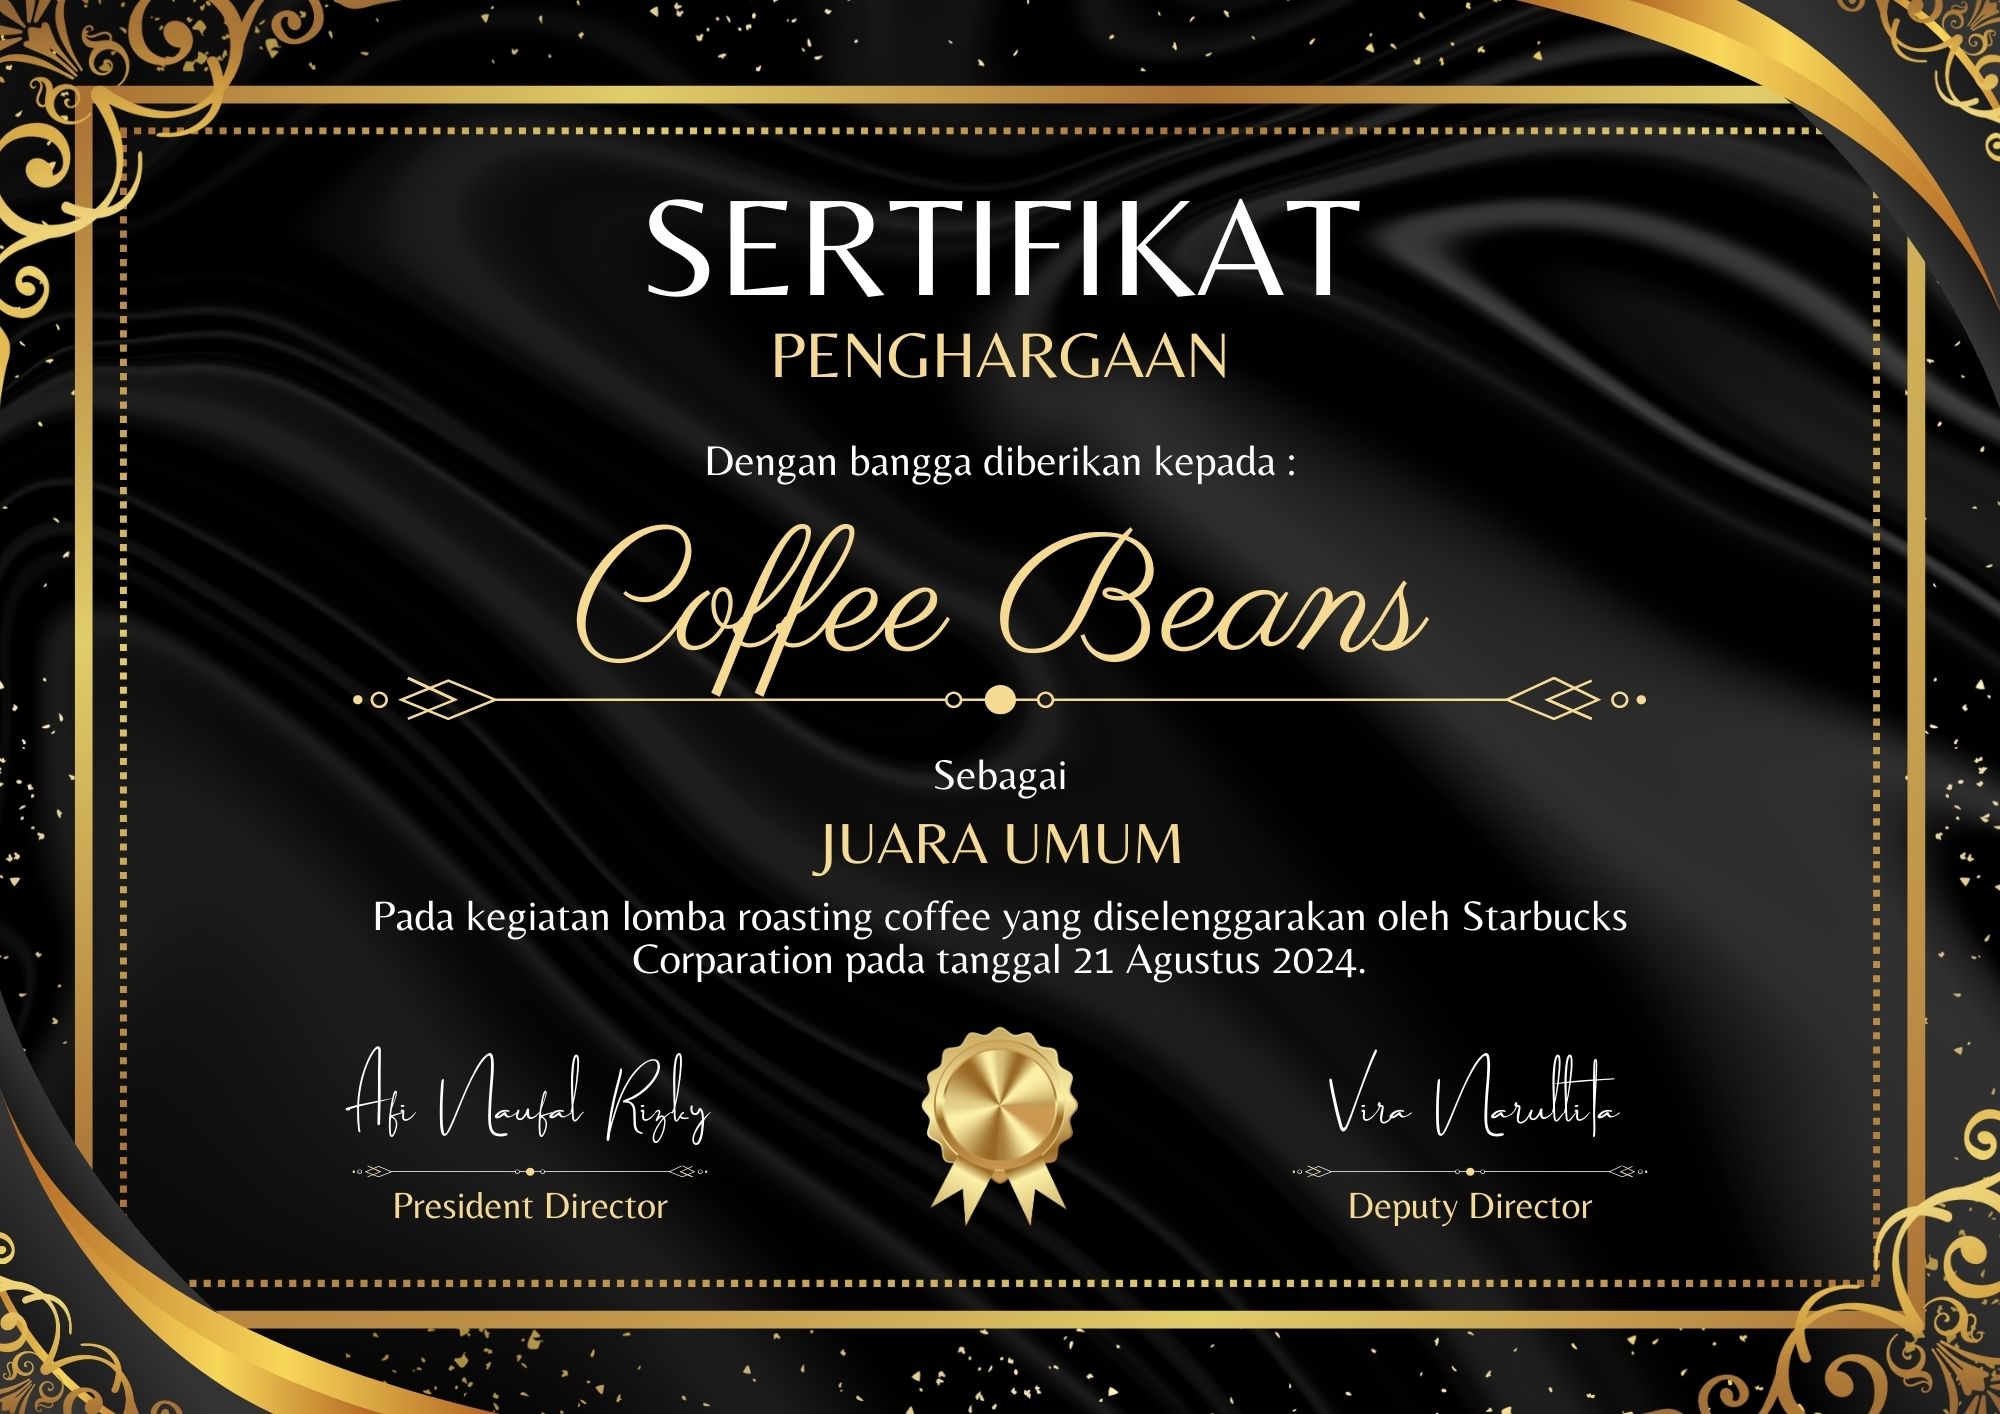 SERTIFIKAT
PENGHARGAAN
Dengan bangga diberikan kepada :
Coffee Beans
Sebagai
JUARA UMUM
Pada kegiatan lomba roasting coffee yang diselenggarakan oleh Starbucks
Corparation pada tanggal 21 Agustus 2024.
Afi Naufal Rizky
Vira Narullita
President Director
Deputy Director